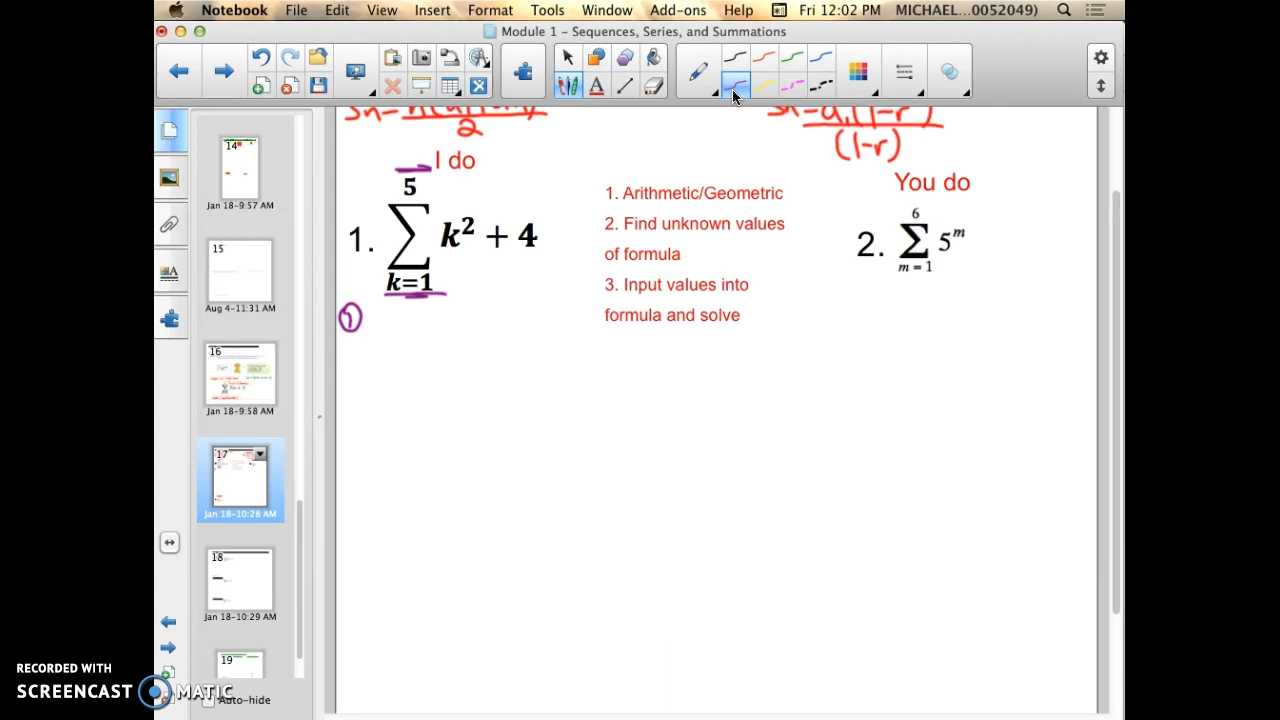 Notebook File Edit View Insert Format Tools Window Add-ons Help Fri 12:02 PM MICHAEL...0052049)
Module 1 – Sequences, Series, and Summations
14
Jan 18-9:57 AM
15
Aug 4-11:31 AM
16
Jan 18-9:58 AM
17
Jan 18-10:28 AM
18
Jan 18-10:29 AM
19
Auto-hide
2
(1-r)
I do
1. 5 ∑ k=1 k² + 4
①
1. Arithmetic/Geometric
2. Find unknown values
of formula
3. Input values into
formula and solve
You do
2. 6 ∑ m = 1 5ᵐ
RECORDED WITH
SCREENCAST MATIC